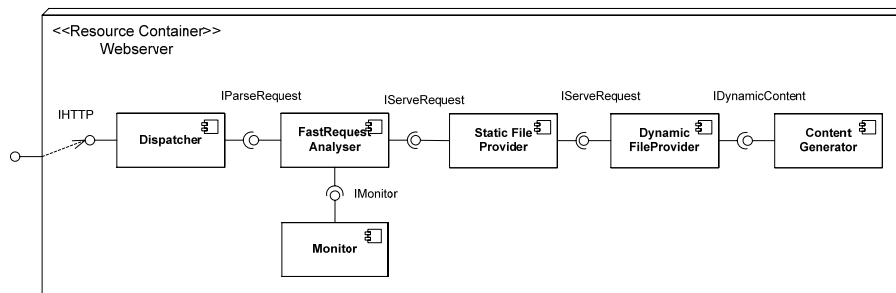 <<Resource Container>>
Webserver
IParseRequest
IServeRequest
IServeRequest
IDynamicContent
IHTTP
Dispatcher
FastRequest
Analyser
Static File
Provider
Dynamic
FileProvider
Content
Generator
IMonitor
Monitor